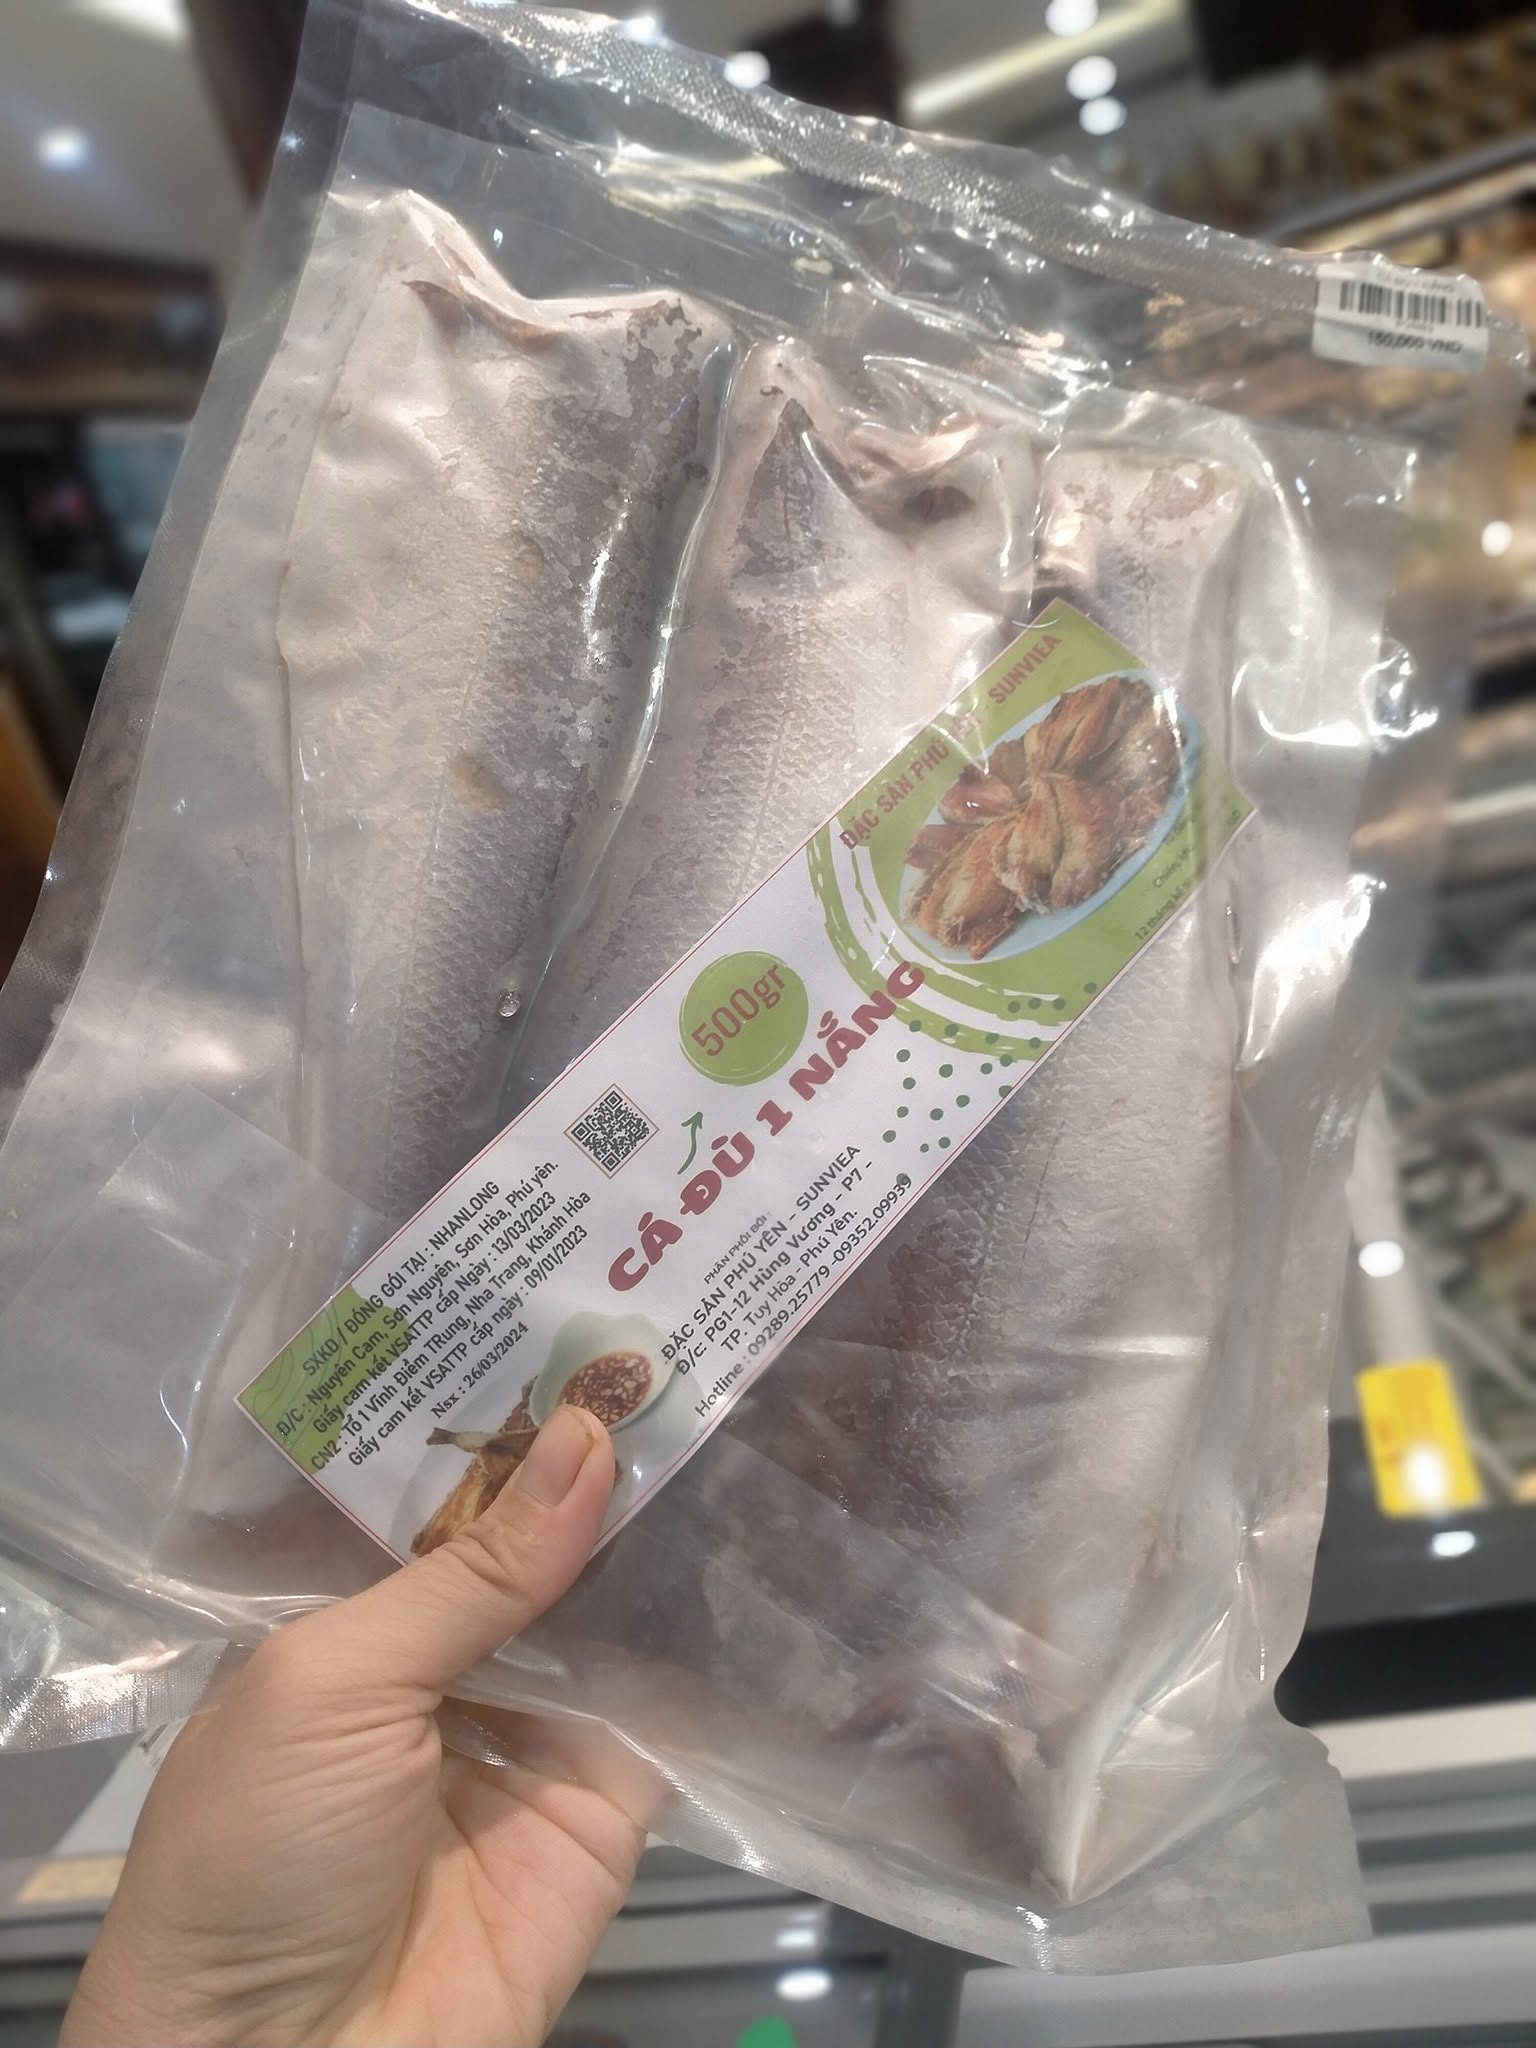 150,000 VND
ĐẶC SẢN PHÚ - SUNVIEA
12 tháng kể
500gr
CÁ ĐÙ 1 NẮNG
SXKD / ĐÓNG GÓI TẠI : NHANLONG
Đ/C : Nguyên Cam, Sơn Nguyên, Sơn Hòa, Phú yên.
Giấy cam kết VSATTP cấp Ngày : 13/03/2023
CN2 : Tổ 1 Vĩnh Điềm TRung, Nha Trang, Khánh Hòa
Giấy cam kết VSATTP cấp ngày : 09/01/2023
Nsx : 26/03/2024
PHÂN PHỐI BỞI :
ĐẶC SẢN PHÚ YÊN - SUNVIEA
Đ/c: PG1-12 Hùng Vương - P7 -
TP. Tuy Hòa - Phú Yên.
Hotline : 09289.25779 -09352.09939